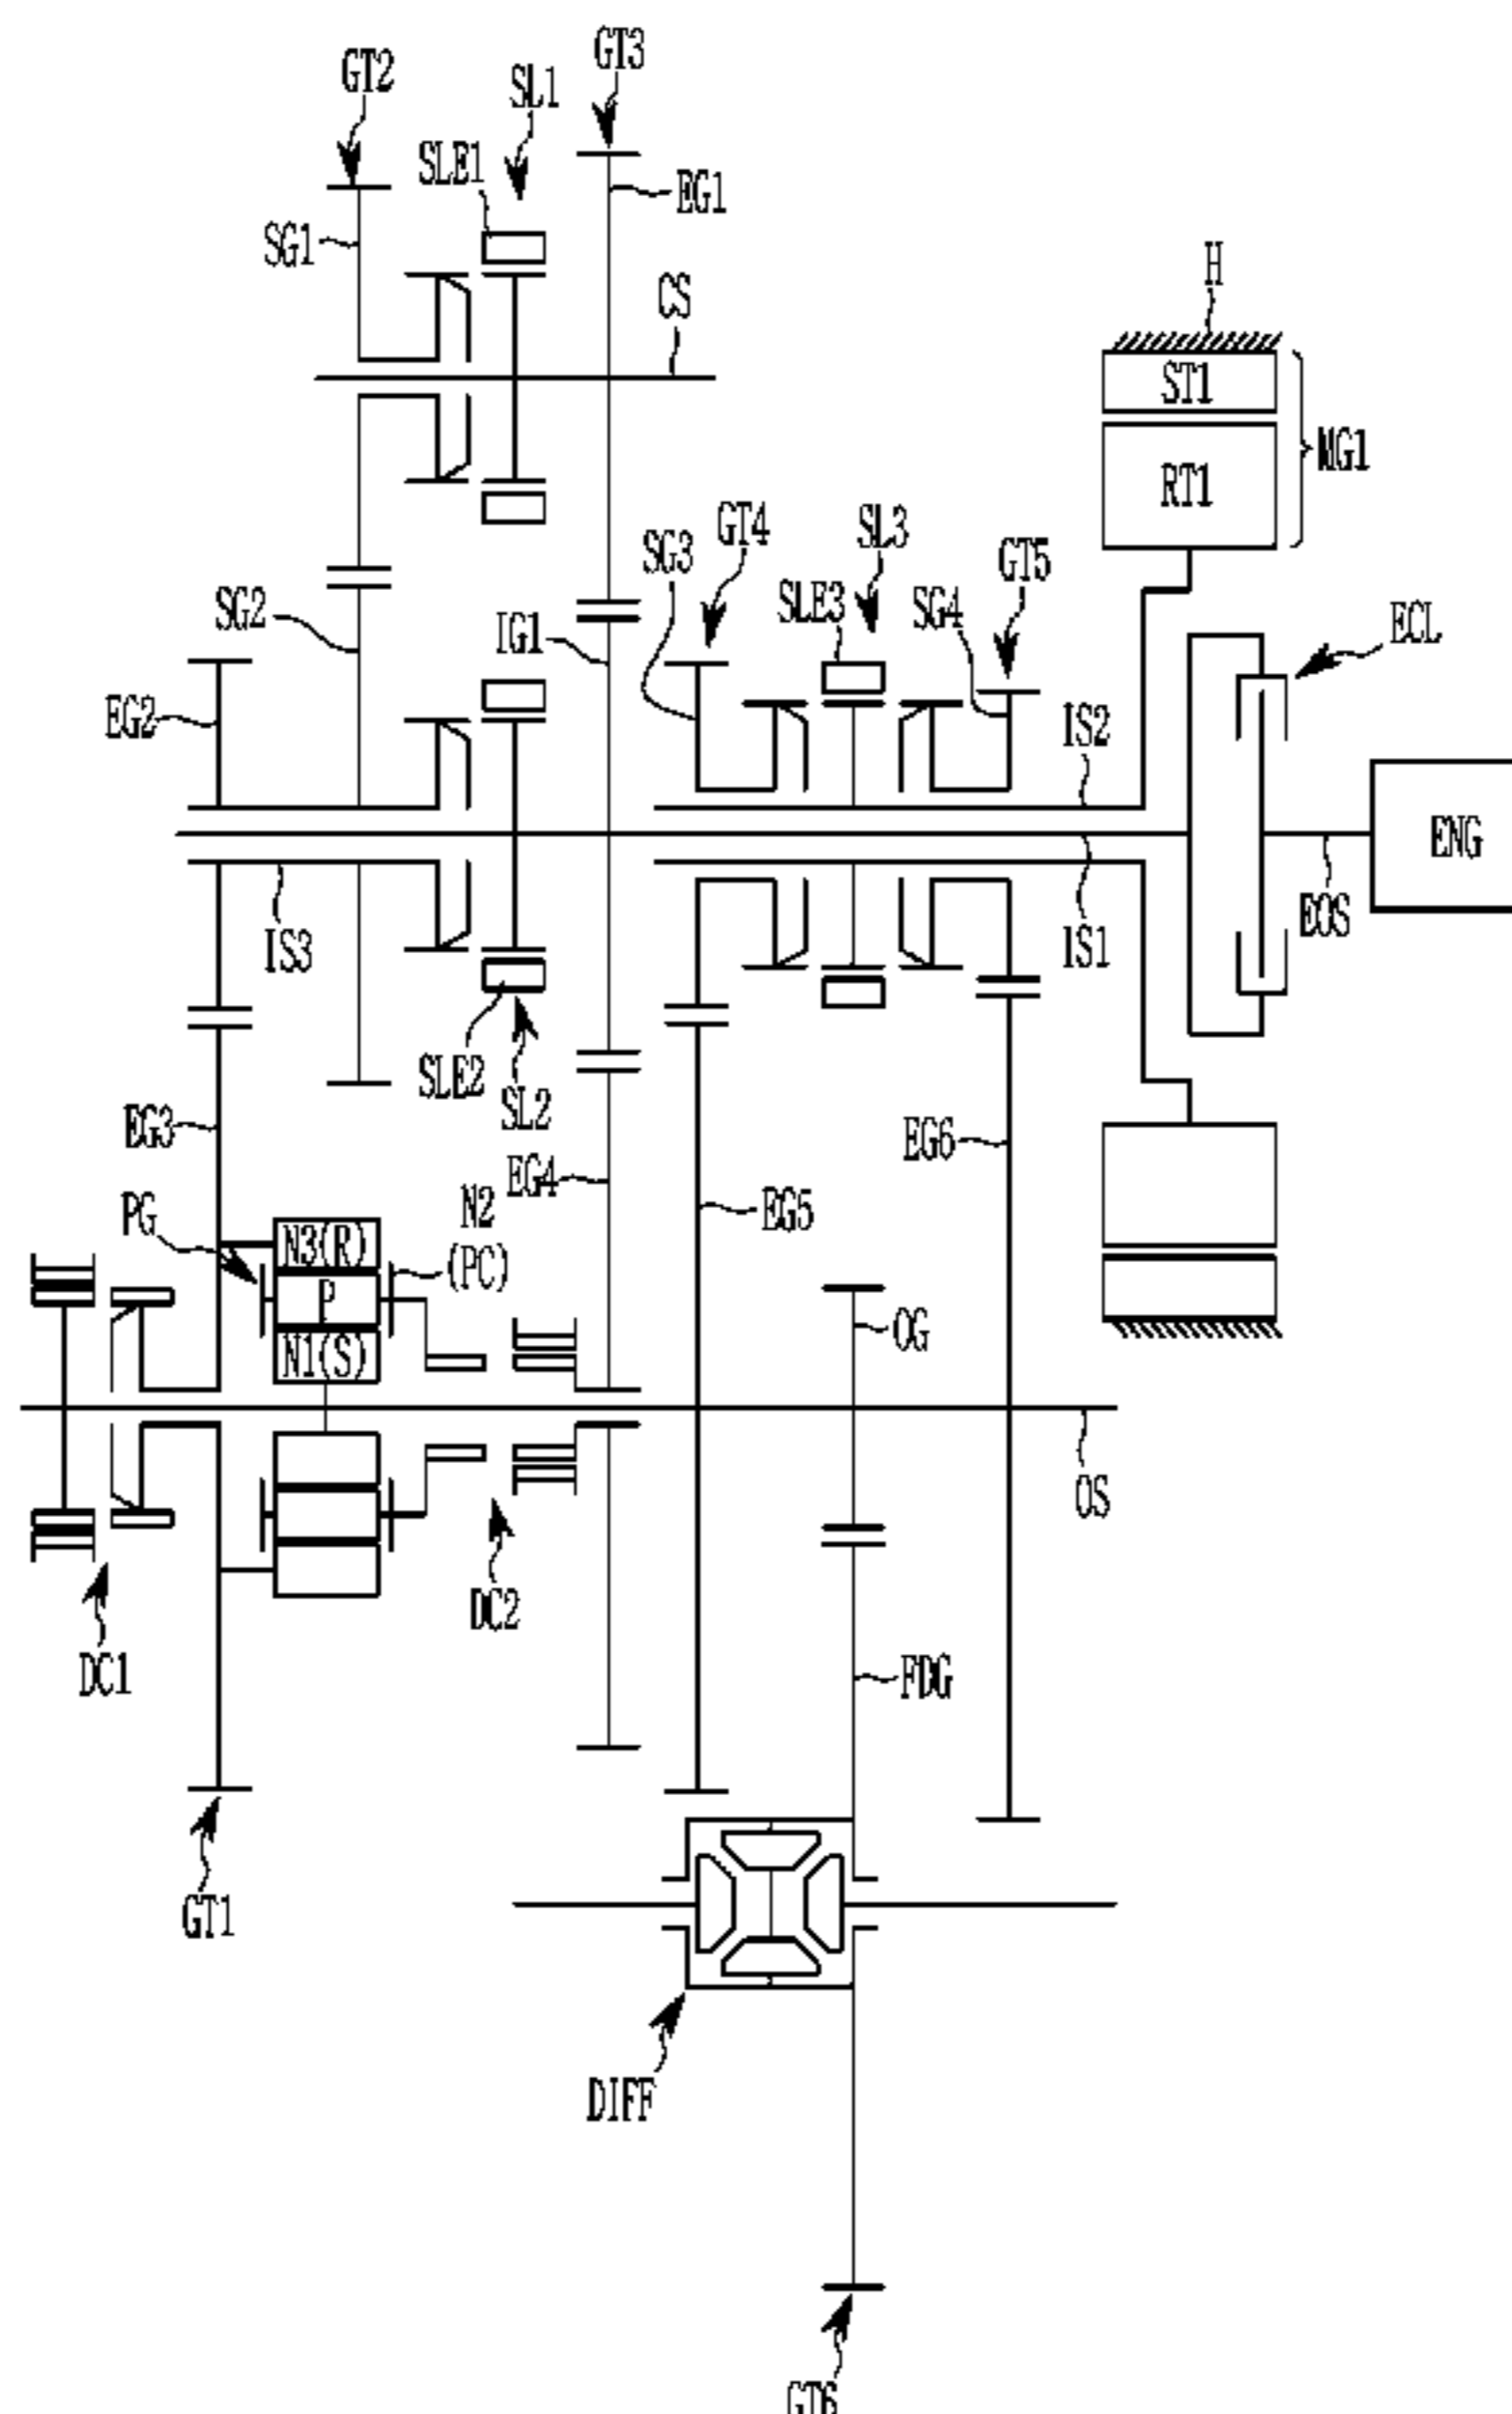 GT3
GT2
SL1
SLE1
EG1
SG1
H
CS
ST1
MG1
RT1
GT4
SL3
SG3
GT5
SG2
IG1
SLE3
SG4
ECL
EG2
IS2
ENG
EOS
IS3
IS1
SLE2
SL2
EG3
EG6
EG4
N2
(PC)
PG
EG5
N3(R)
P
OG
N1(S)
OS
DC2
DC1
FDG
GT1
DIFF
GT6